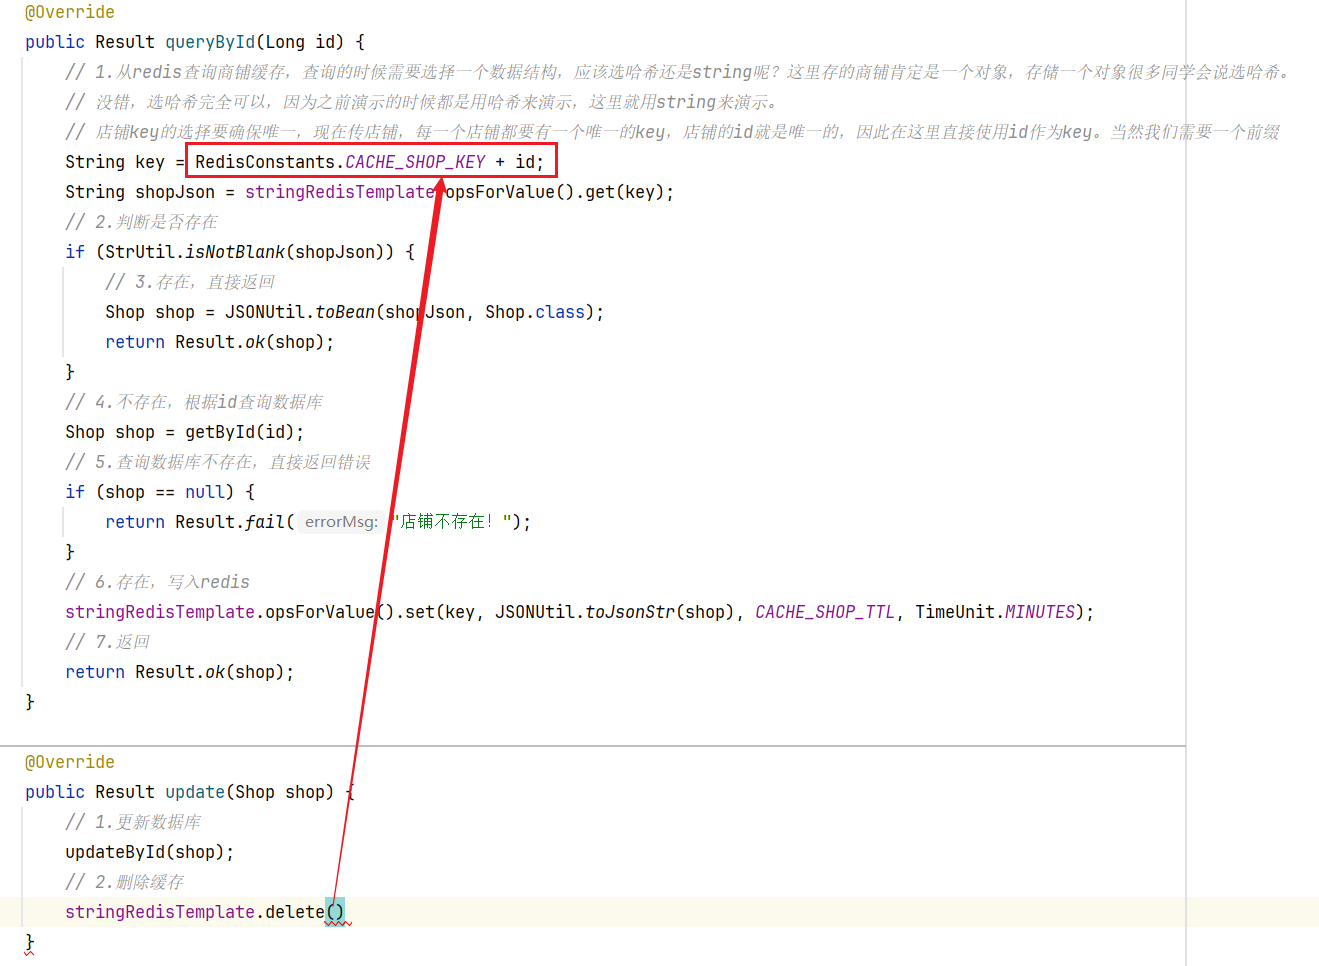 @Override
public Result queryById(Long id) {
// 1.从redis查询商铺缓存，查询的时候需要选择一个数据结构，应该选哈希还是string呢？这里存的商铺肯定是一个对象，存储一个对象很多同学会说选哈希。
// 没错，选哈希完全可以，因为之前演示的时候都是用哈希来演示，这里就用string来演示。
// 店铺key的选择要确保唯一，现在传店铺，每一个店铺都要有一个唯一的key，店铺的id就是唯一的，因此在这里直接使用id作为key。当然我们需要一个前缀
String key = RedisConstants.CACHE_SHOP_KEY + id;
String shopJson = stringRedisTemplate.opsForValue().get(key);
// 2.判断是否存在
if (StrUtil.isNotBlank(shopJson)) {
// 3.存在，直接返回
Shop shop = JSONUtil.toBean(shopJson, Shop.class);
return Result.ok(shop);
}
// 4.不存在，根据id查询数据库
Shop shop = getById(id);
// 5.查询数据库不存在，直接返回错误
if (shop == null) {
return Result.fail( errorMsg: "店铺不存在！");
}
// 6.存在，写入redis
stringRedisTemplate.opsForValue().set(key, JSONUtil.toJsonStr(shop), CACHE_SHOP_TTL, TimeUnit.MINUTES);
// 7.返回
return Result.ok(shop);
}
@Override
public Result update(Shop shop) {
// 1.更新数据库
updateById(shop);
// 2.删除缓存
stringRedisTemplate.delete()
}